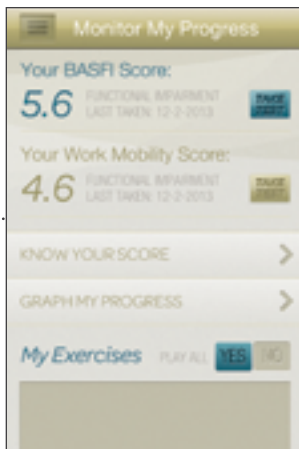 Monitor My Progress
Your BASFI Score:
5.6
FUNCTIONAL IMPAIRMENT
LAST TAKEN: 12-2-2013
TAKE
TEST
Your Work Mobility Score:
4.6
FUNCTIONAL IMPAIRMENT
LAST TAKEN: 12-2-2013
TAKE
TEST
KNOW YOUR SCORE
GRAPH MY PROGRESS
My Exercises PLAY ALL YES NO